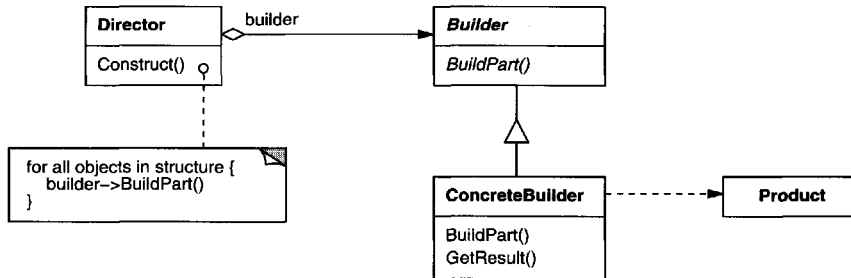 Director
builder
Builder
Construct()
BuildPart()
for all objects in structure {
builder->BuildPart()
}
ConcreteBuilder
Product
BuildPart()
GetResult()